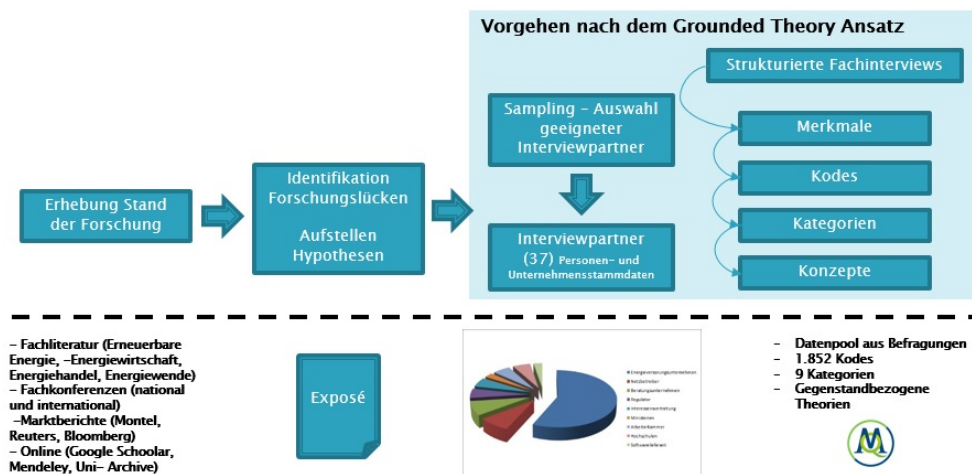 Vorgehen nach dem Grounded Theory Ansatz
Strukturierte Fachinterviews
Sampling – Auswahl
geeigneter
Interviewpartner
Merkmale
Kodes
Kategorien
Konzepte
Interviewpartner
(37) Personen- und
Unternehmensstammdaten
Identifikation
Forschungslücken
Aufstellen
Hypothesen
Erhebung Stand
der Forschung
– Fachliteratur (Erneuerbare
Energie, –Energiewirtschaft,
Energiehandel, Energiewende)
– Fachkonferenzen (national
und international)
–Marktberichte (Montel,
Reuters, Bloomberg)
– Online (Google Schoolar,
Mendeley, Uni– Archive)
Exposé
Energieversorgungsunternehmen
Netzbetreiber
Beratungsunternehmen
Regulator
Interessensvertretung
Ministerien
Arbeiterkammer
Hochschulen
Softwarelieferant
- Datenpool aus Befragungen
- 1.852 Kodes
- 9 Kategorien
- Gegenstandbezogene
Theorien